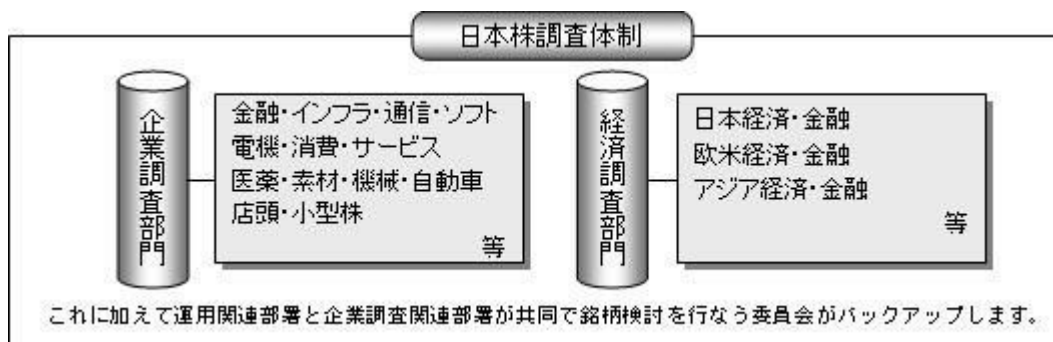 日本株調査体制
企業調査部門
金融・インフラ・通信・ソフト
電機・消費・サービス
医薬・素材・機械・自動車
店頭・小型株
等
経済調査部門
日本経済・金融
欧米経済・金融
アジア経済・金融
等
これに加えて運用関連部署と企業調査関連部署が共同で銘柄検討を行なう委員会がバックアップします。